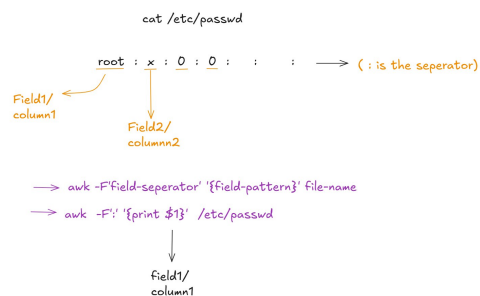 cat /etc/passwd
root : x : 0 : 0 : : : ( : is the seperator)
Field1/
column1
Field2/
columnn2
awk -F'field-seperator' '{field-pattern}' file-name
awk -F':' '{print $1}' /etc/passwd
field1/
column1